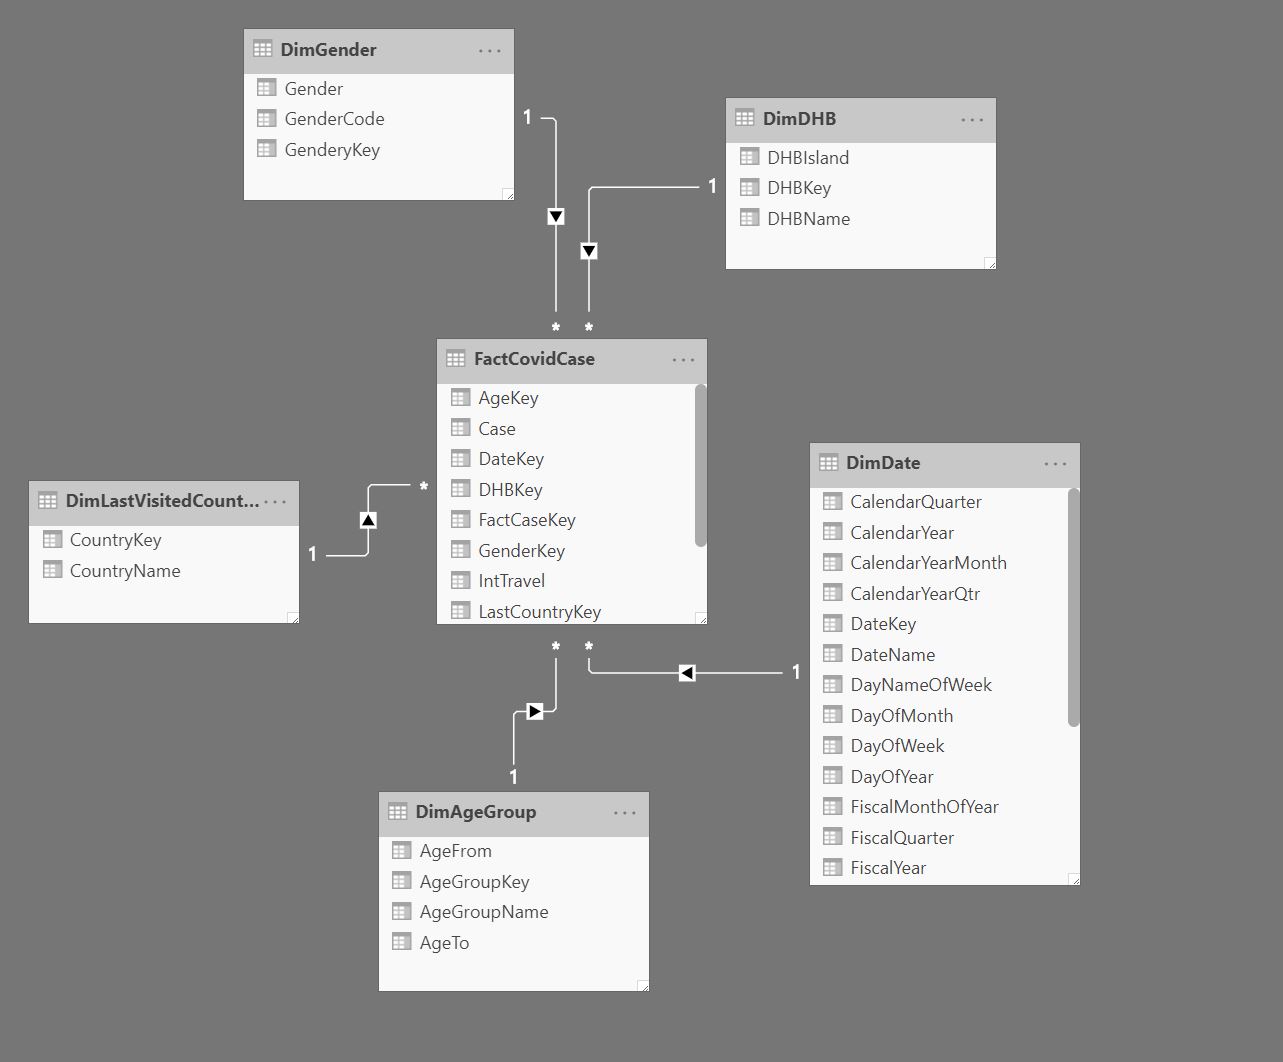 DimGender ...
Gender
GenderCode
GenderyKey
1
DimDHB ...
DHBIsland
DHBKey
DHBName
1
*
*
FactCovidCase ...
AgeKey
Case
DateKey
DHBKey
FactCaseKey
GenderKey
IntTravel
LastCountryKey
DimLastVisitedCount... ...
CountryKey
CountryName
1
*
DimDate ...
CalendarQuarter
CalendarYear
CalendarYearMonth
CalendarYearQtr
DateKey
DateName
DayNameOfWeek
DayOfMonth
DayOfWeek
DayOfYear
FiscalMonthOfYear
FiscalQuarter
FiscalYear
*
*
1
1
DimAgeGroup ...
AgeFrom
AgeGroupKey
AgeGroupName
AgeTo